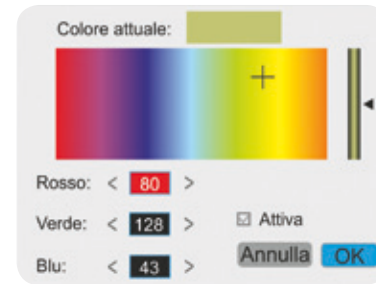 Colore attuale:
Rosso: < 80 >
Verde: < 128 >
Attiva
Blu: < 43 >
Annulla
OK